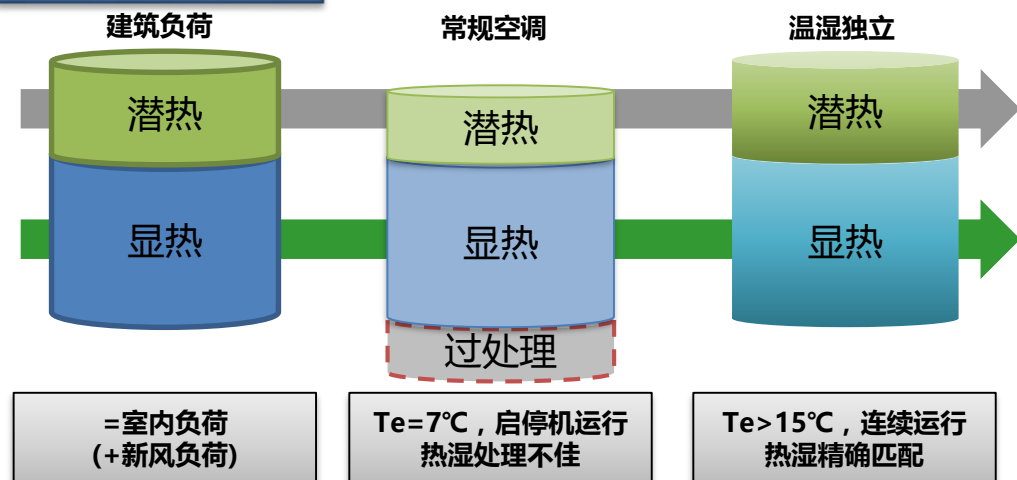 建筑负荷
常规空调
温湿独立
潜热
潜热
潜热
显热
显热
显热
过处理
=室内负荷
(+新风负荷)
Te=7℃，启停机运行
热湿处理不佳
Te>15℃，连续运行
热湿精确匹配